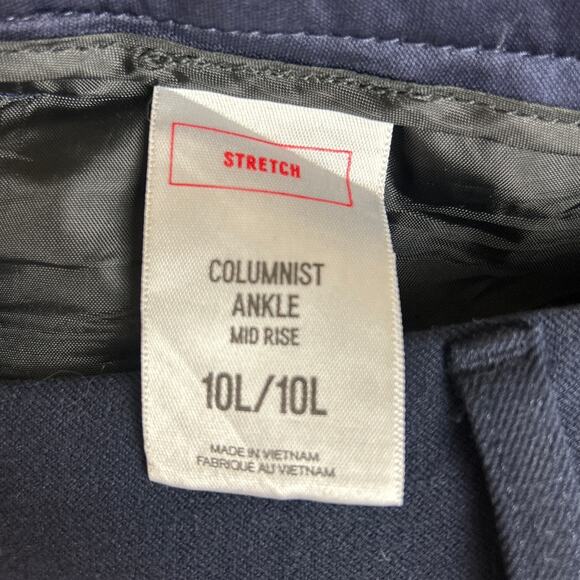 STRETCH
COLUMNIST
ANKLE
MID RISE
10L/10L
MADE IN VIETNAM
FABRIQUE AU VIETNAM